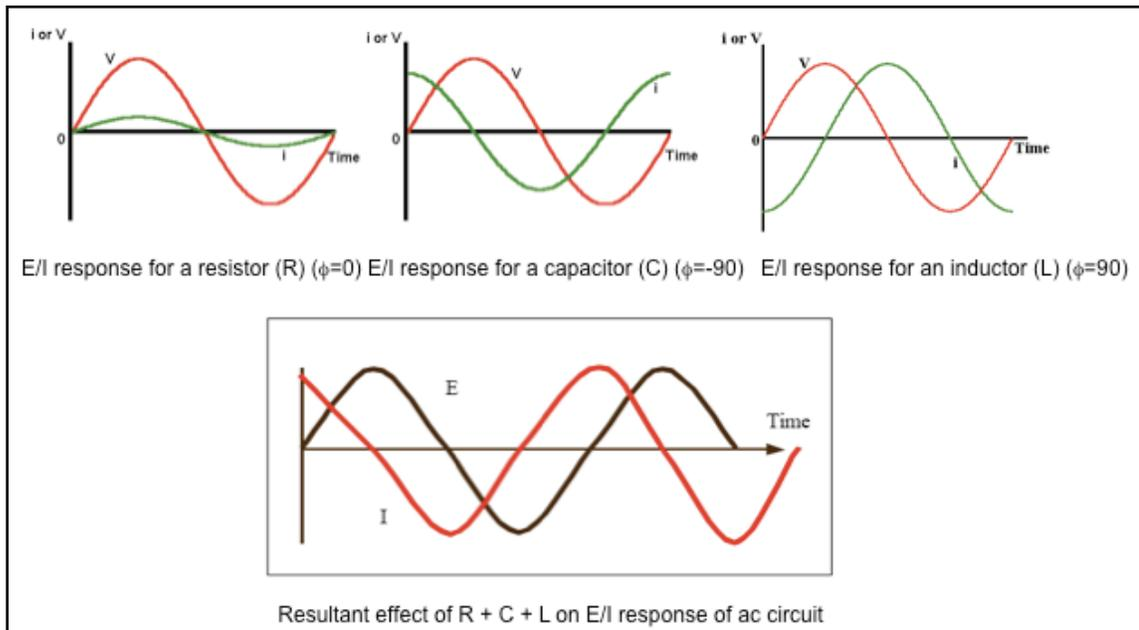 i or V
V
0
i
Time
i or V
V
i
0
Time
i or V
V
0
Time
i
E/I response for a resistor (R) (ϕ=0) E/I response for a capacitor (C) (ϕ=-90) E/I response for an inductor (L) (ϕ=90)
E
Time
I
Resultant effect of R + C + L on E/I response of ac circuit